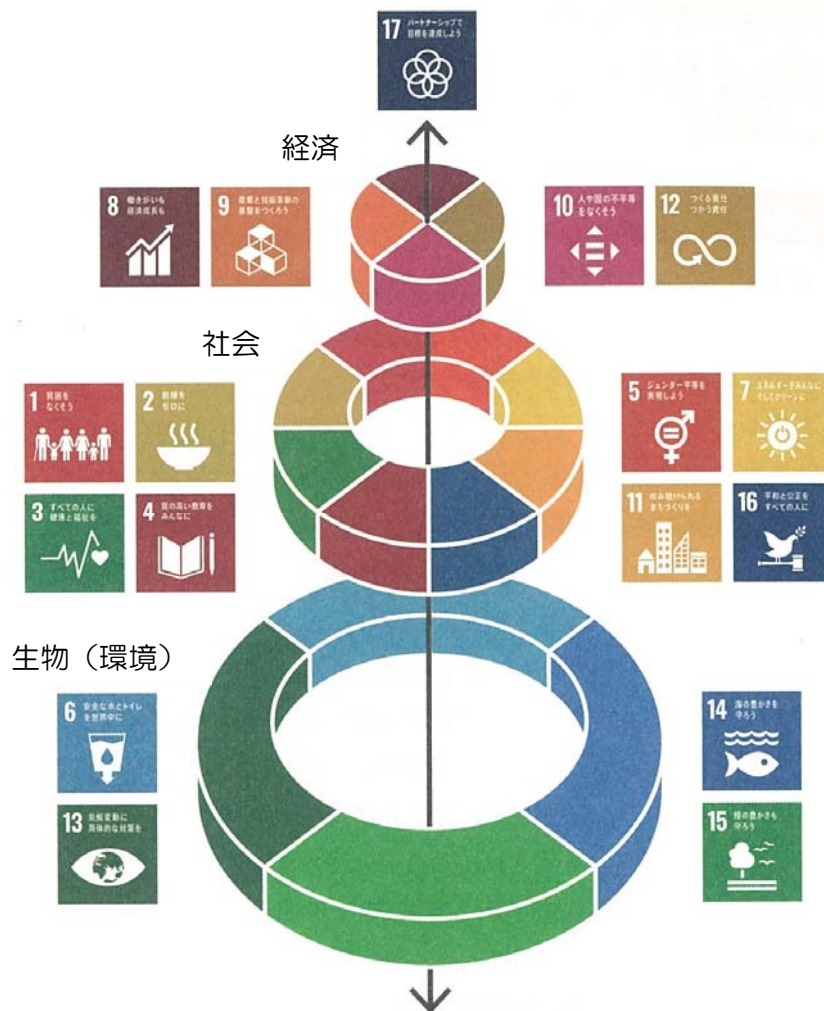 17 パートナーシップで
目標を達成しよう
経済
8 働きがいも
経済成長も
9 産業と技術革新の
基盤をつくろう
10 人や国の不平等
をなくそう
12 つくる責任
つかう責任
社会
1 貧困を
なくそう
2 飢餓を
ゼロに
5 ジェンダー平等を
実現しよう
7 エネルギーをみんなに
そしてクリーンに
3 すべての人に
健康と福祉を
4 質の高い教育を
みんなに
11 住み続けられる
まちづくりを
16 平和と公正を
すべての人に
生物（環境）
6 安全な水とトイレ
を世界中に
14 海の豊かさを
守ろう
13 気候変動に
具体的な対策を
15 陸の豊かさも
守ろう